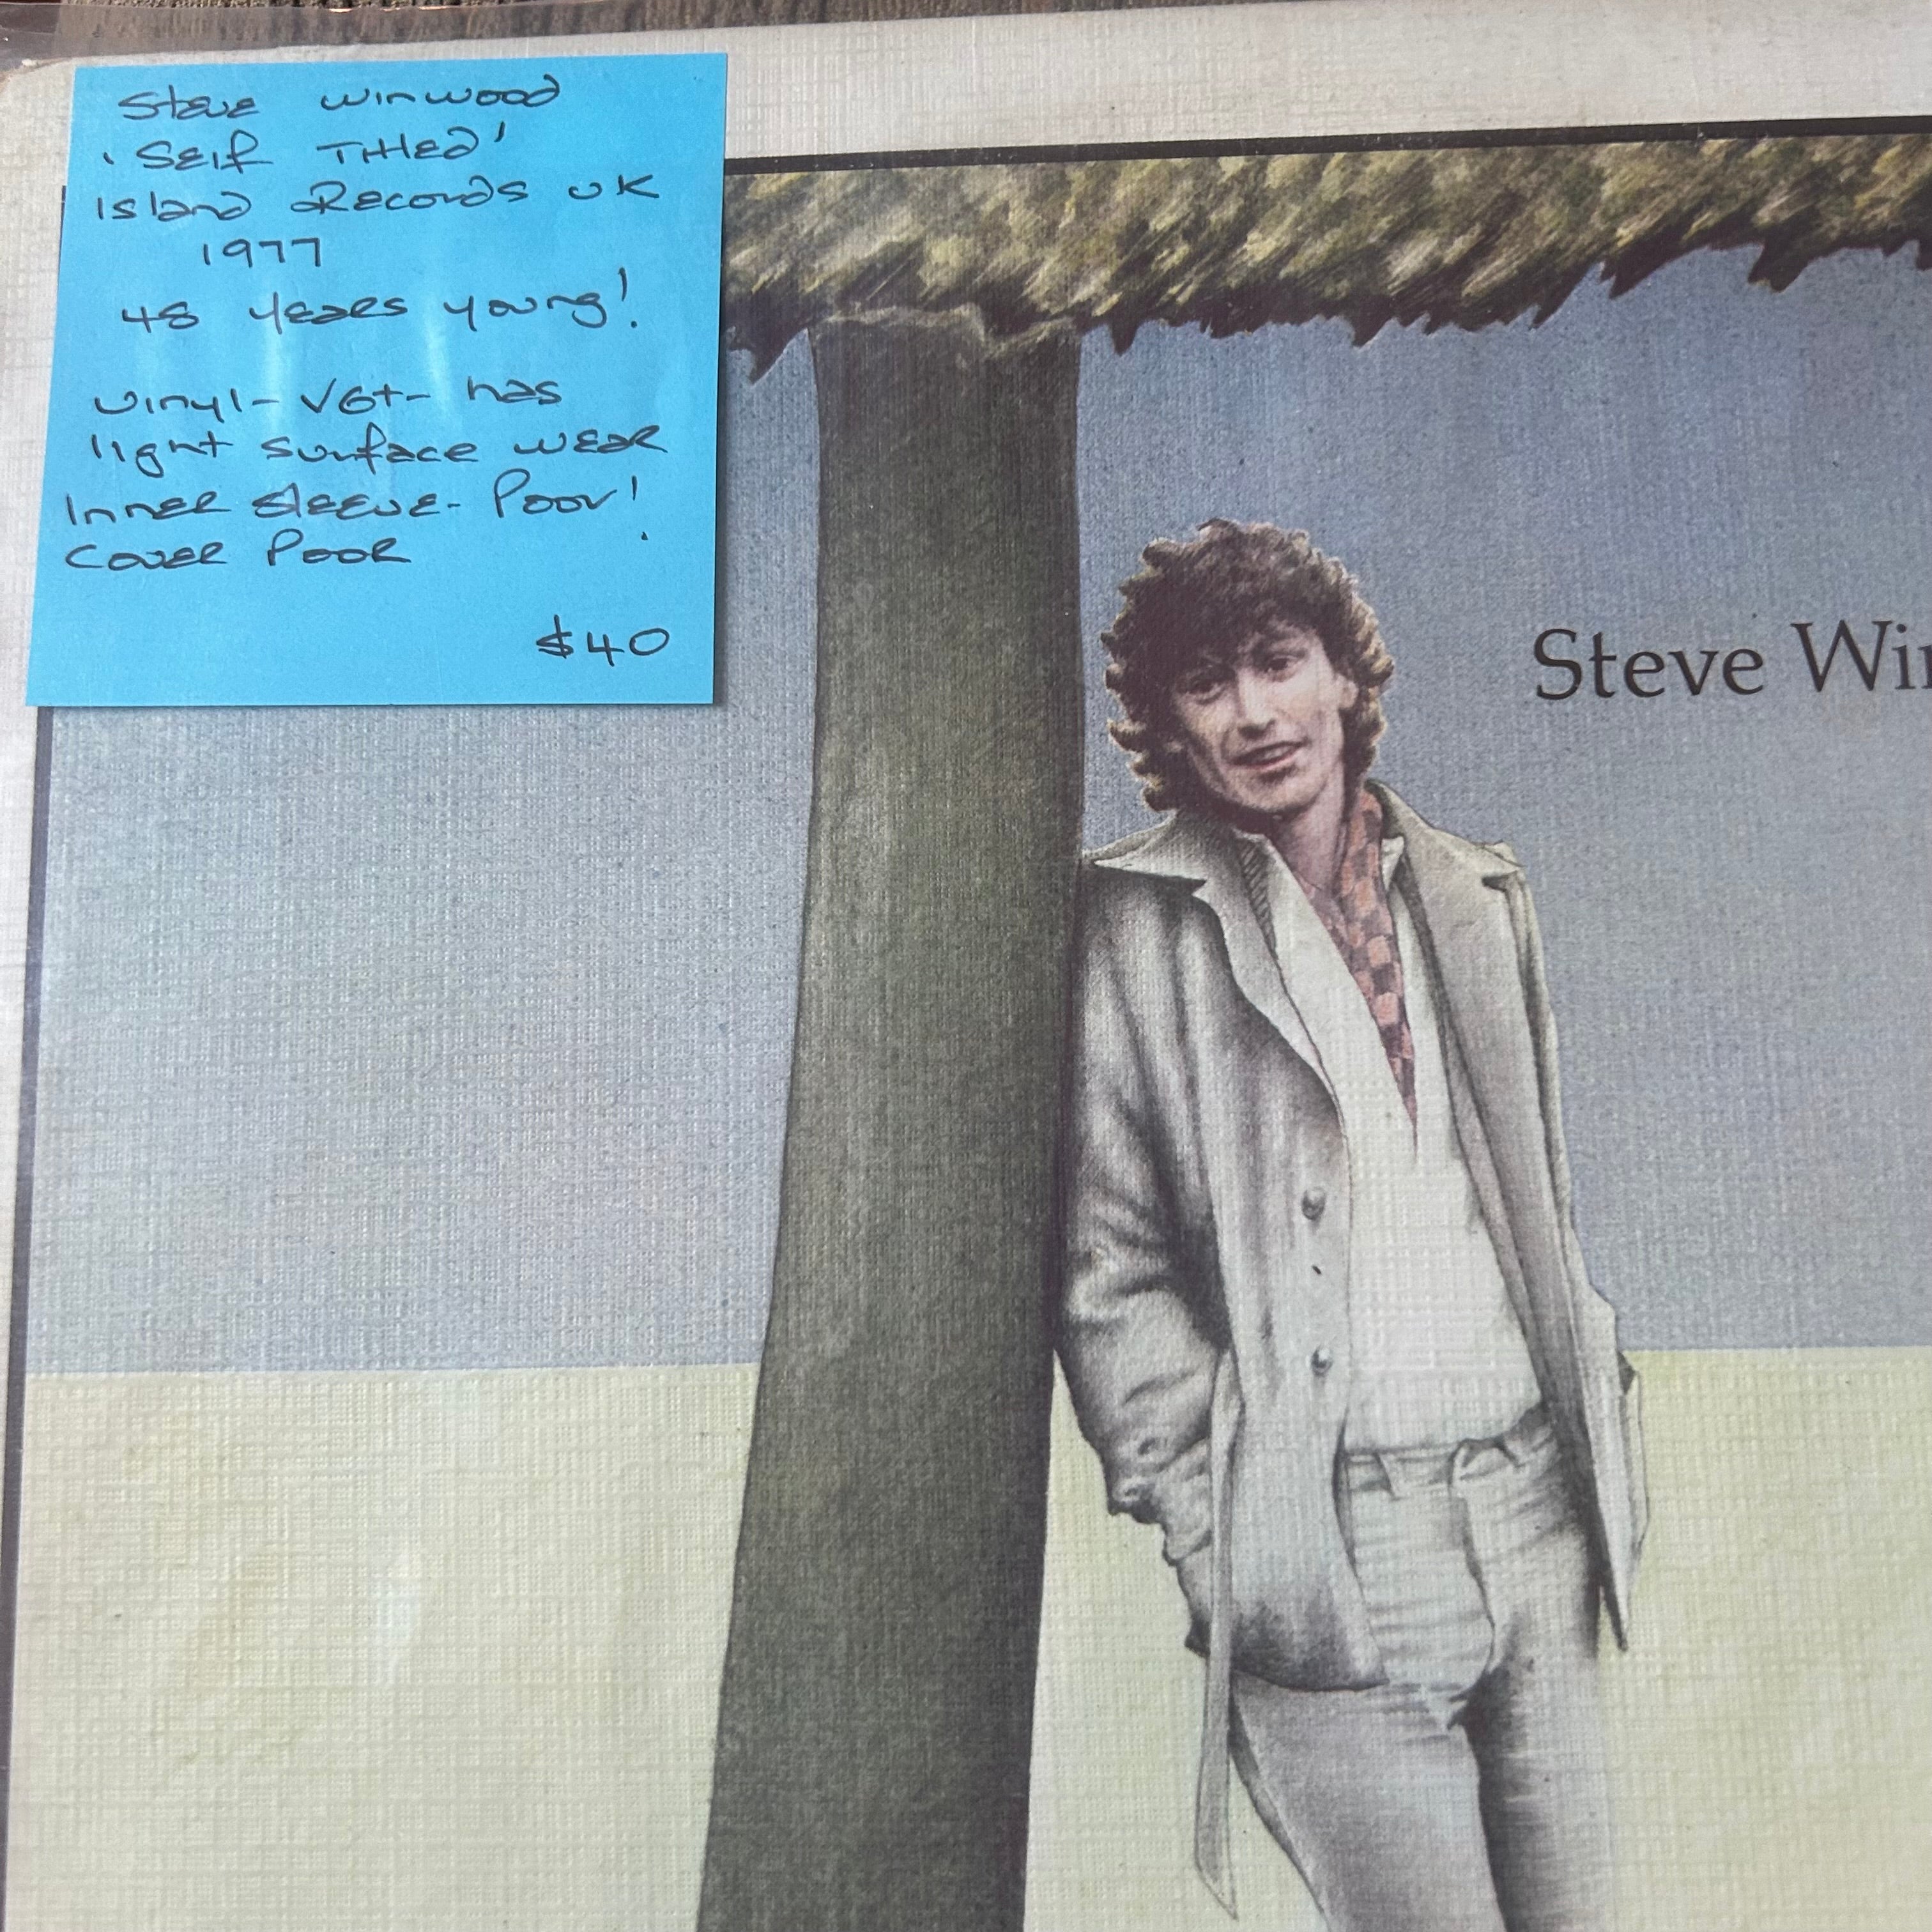 Steve Winwood
'Self Titled'
Island Records UK
1977
48 years young!
Vinyl - VG+ - has
light surface wear
Inner sleeve - Poor!
Cover Poor
$40
Steve Wi